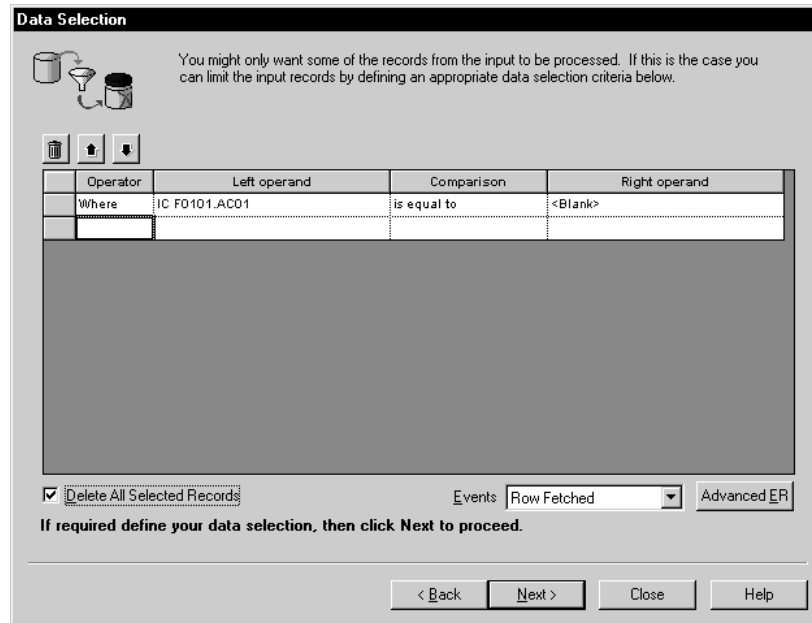 Data Selection
You might only want some of the records from the input to be processed. If this is the case you
can limit the input records by defining an appropriate data selection criteria below.
Operator Left operand Comparison Right operand
Where IC F0101.AC01 is equal to <Blank>
Delete All Selected Records Events Row Fetched Advanced ER
If required define your data selection, then click Next to proceed.
< Back Next > Close Help